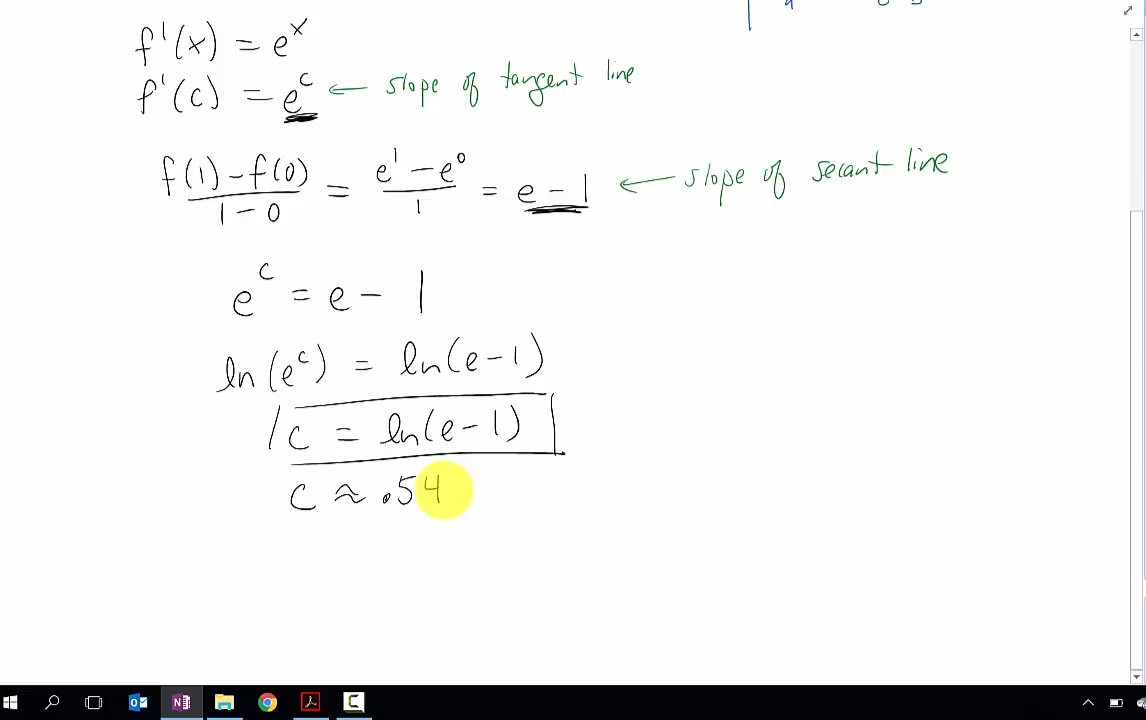 f'(x) = e^x
f'(c) = e^c ← slope of tangent line
(f(1) - f(0))/(1 - 0) = (e^1 - e^0)/1 = e - 1 ← slope of secant line
e^c = e - 1
ln(e^c) = ln(e-1)
c = ln(e-1)
c ≈ .54